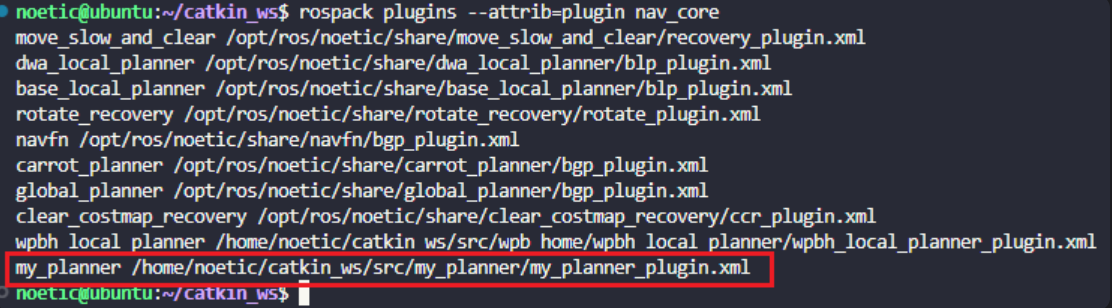 noetic@ubuntu:~/catkin_ws$ rospack plugins --attrib=plugin nav_core
move_slow_and_clear /opt/ros/noetic/share/move_slow_and_clear/recovery_plugin.xml
dwa_local_planner /opt/ros/noetic/share/dwa_local_planner/blp_plugin.xml
base_local_planner /opt/ros/noetic/share/base_local_planner/blp_plugin.xml
rotate_recovery /opt/ros/noetic/share/rotate_recovery/rotate_plugin.xml
navfn /opt/ros/noetic/share/navfn/bgp_plugin.xml
carrot_planner /opt/ros/noetic/share/carrot_planner/bgp_plugin.xml
global_planner /opt/ros/noetic/share/global_planner/bgp_plugin.xml
clear_costmap_recovery /opt/ros/noetic/share/clear_costmap_recovery/ccr_plugin.xml
wpbh_local_planner /home/noetic/catkin_ws/src/wpb_home/wpbh_local_planner/wpbh_local_planner_plugin.xml
my_planner /home/noetic/catkin_ws/src/my_planner/my_planner_plugin.xml
noetic@ubuntu:~/catkin_ws$